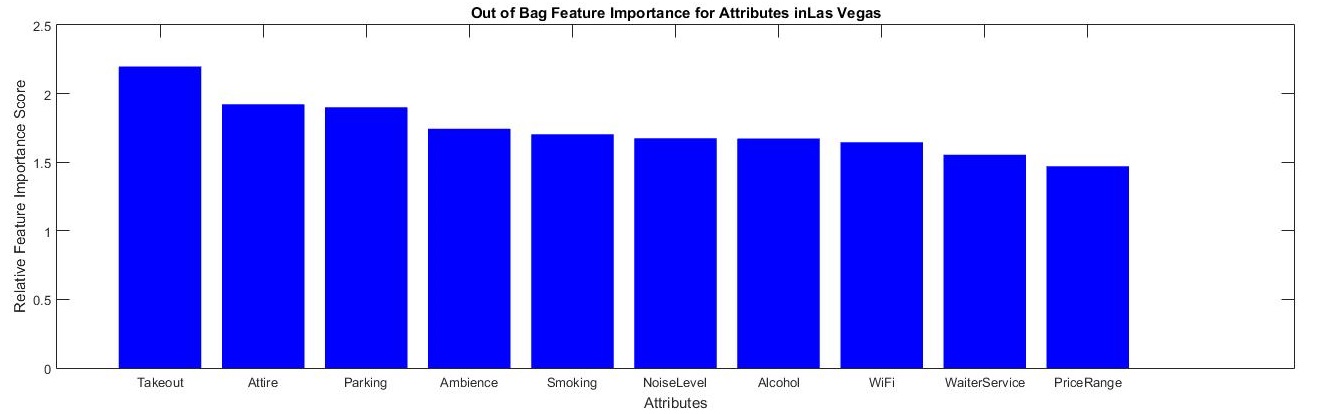 Out of Bag Feature Importance for Attributes inLas Vegas
Relative Feature Importance Score
2.5
2
1.5
1
0.5
0
Takeout Attire Parking Ambience Smoking NoiseLevel Alcohol WiFi WaiterService PriceRange
Attributes